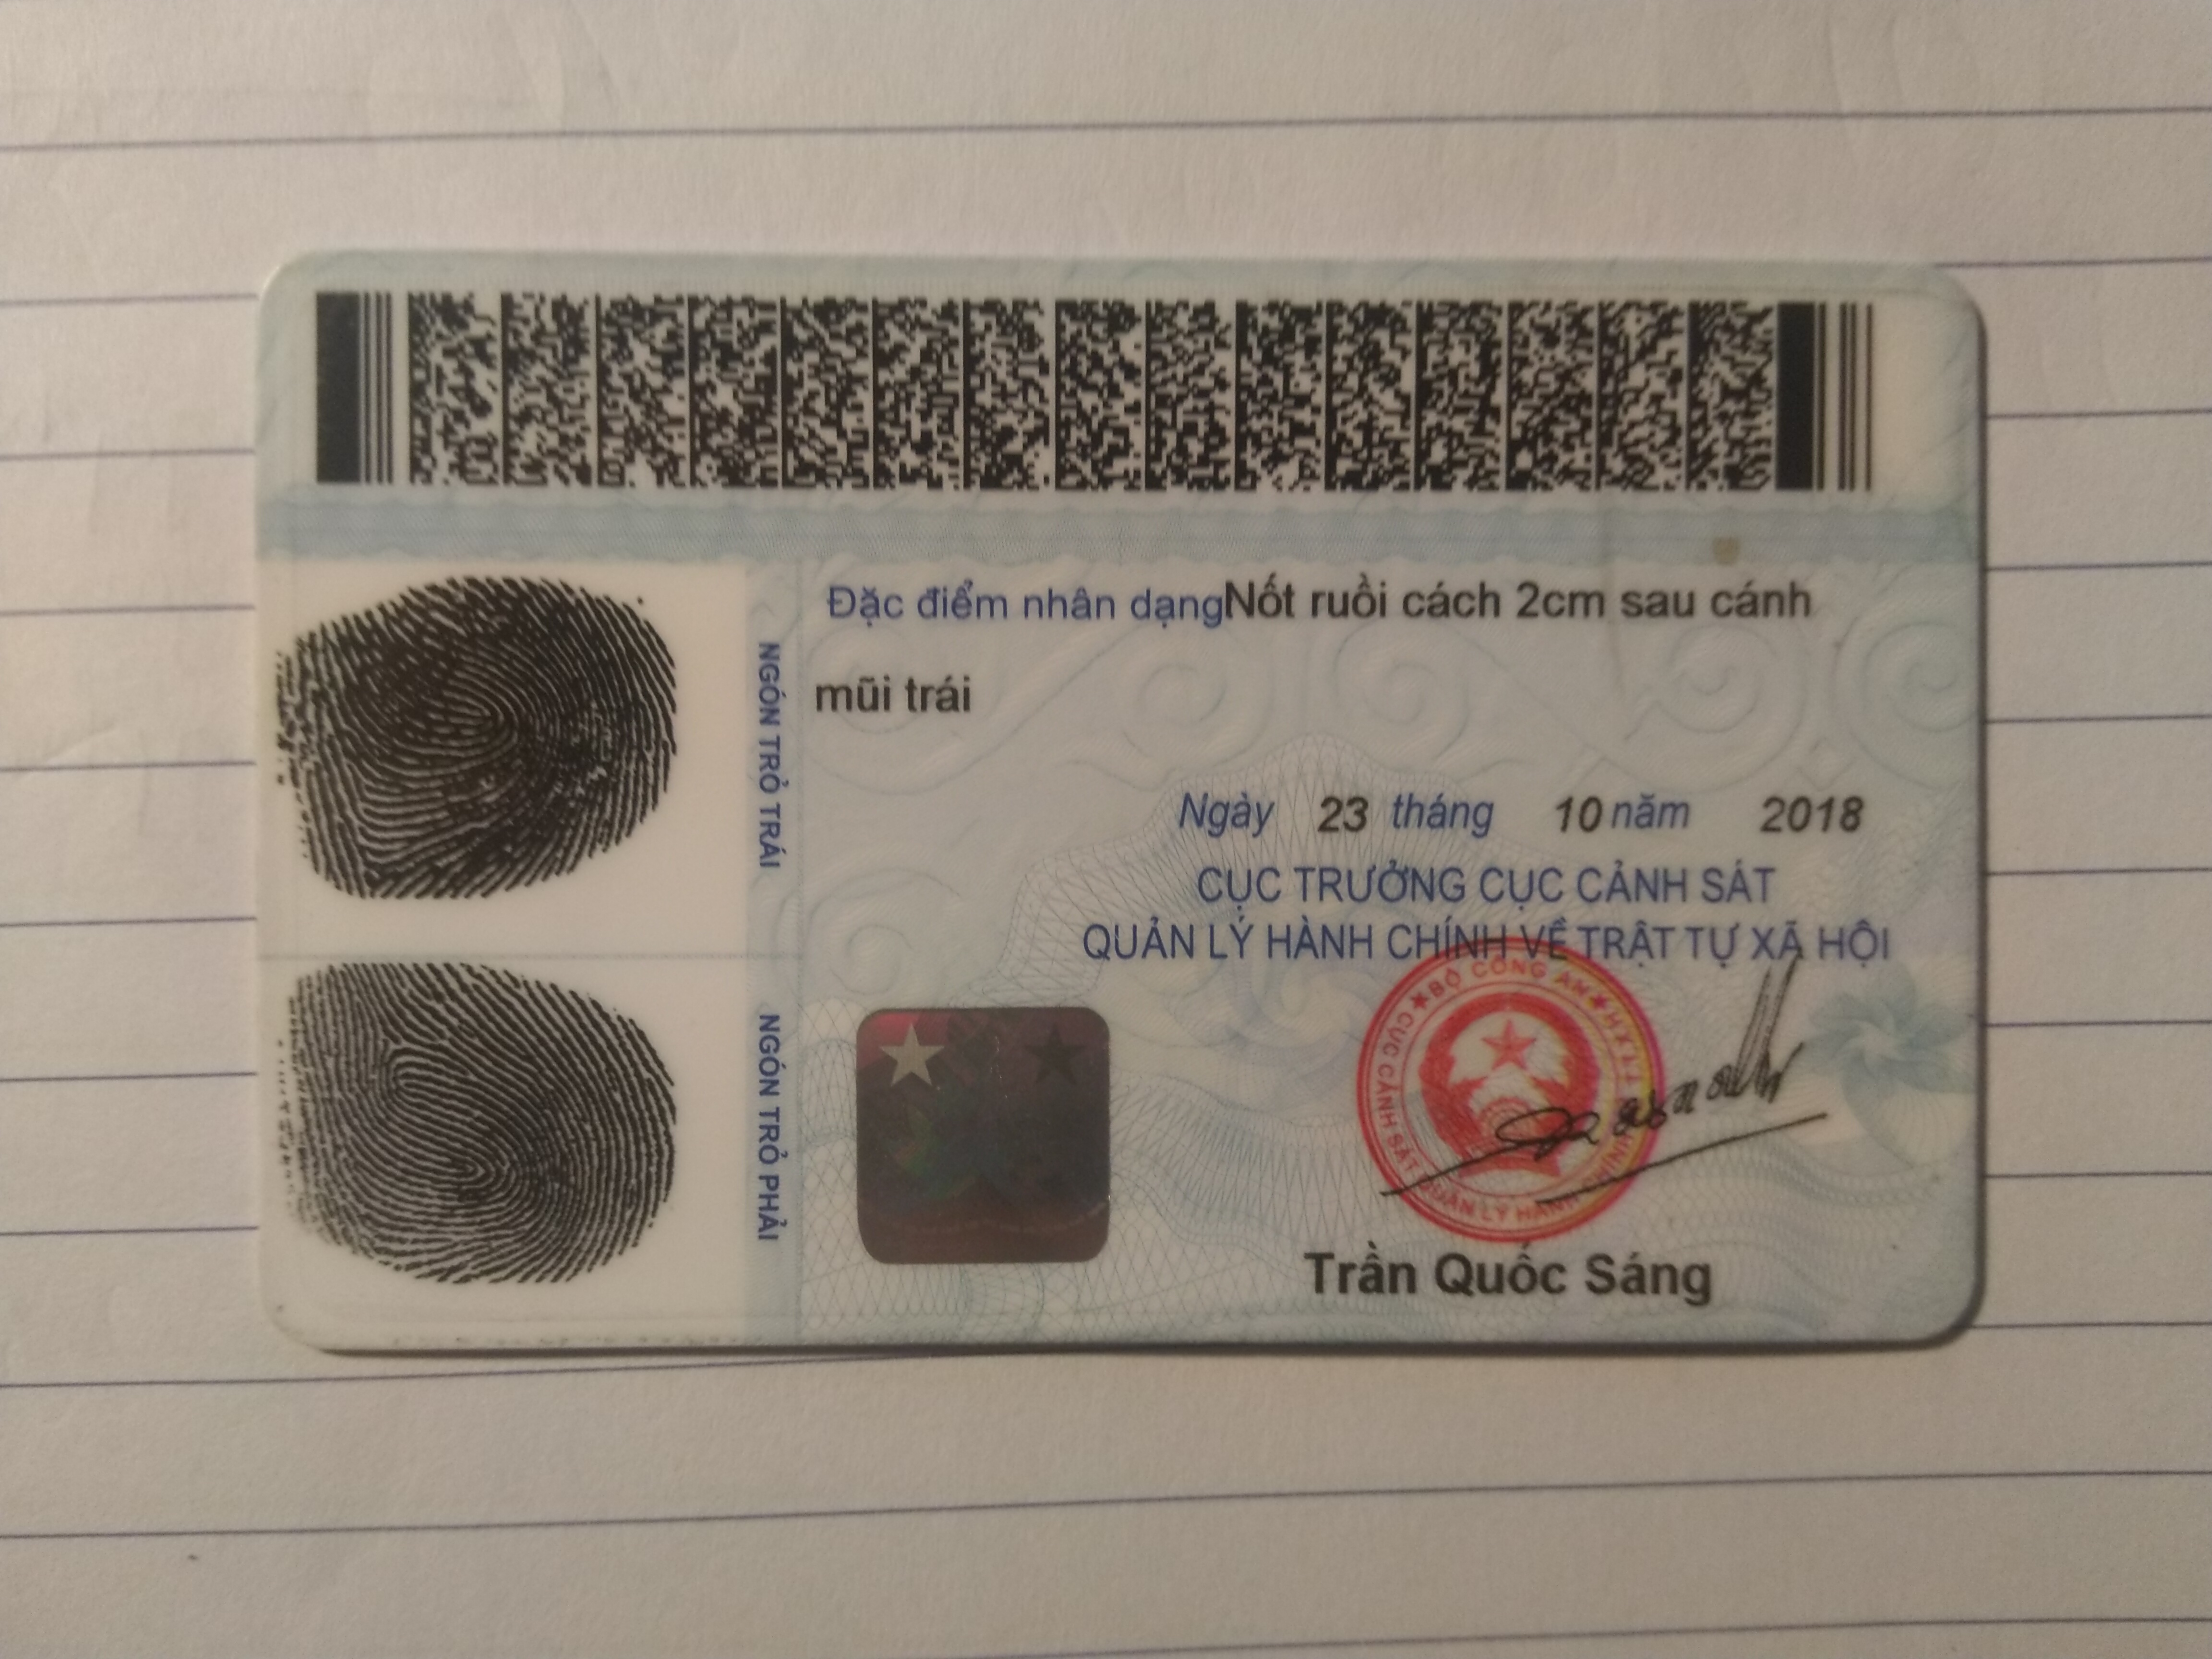 Đặc điểm nhân dạngNốt ruồi cách 2cm sau cánh
mũi trái
NGÓN TRỎ TRÁI
NGÓN TRỎ PHẢI
Ngày 23 tháng 10 năm 2018
CỤC TRƯỞNG CỤC CẢNH SÁT
QUẢN LÝ HÀNH CHÍNH VỀ TRẬT TỰ XÃ HỘI
BỘ CÔNG AN
CỤC CẢNH SÁT QUẢN LÝ HÀNH CHÍNH VỀ T.T.X.H
Trần Quốc Sáng